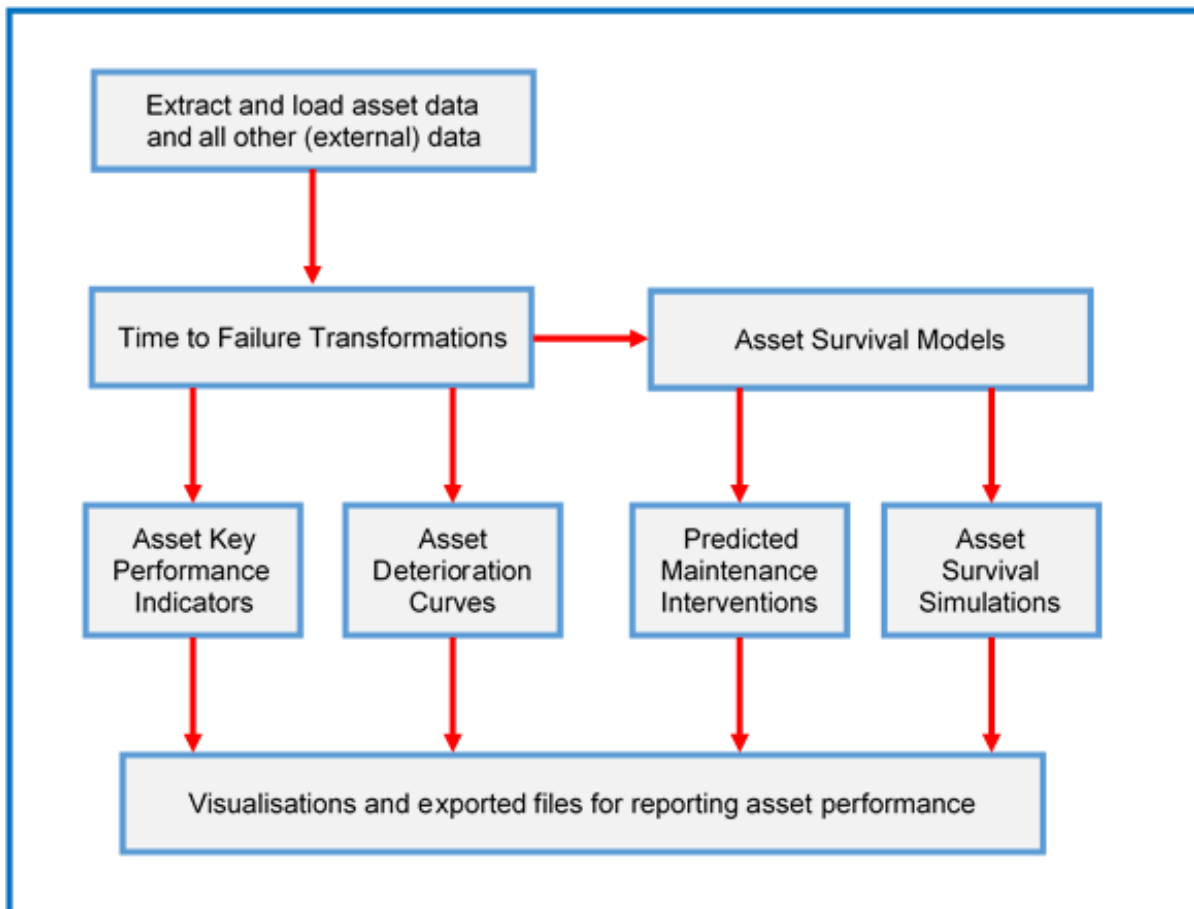 Extract and load asset data
and all other (external) data
Time to Failure Transformations
Asset Survival Models
Asset Key
Performance
Indicators
Asset
Deterioration
Curves
Predicted
Maintenance
Interventions
Asset
Survival
Simulations
Visualisations and exported files for reporting asset performance